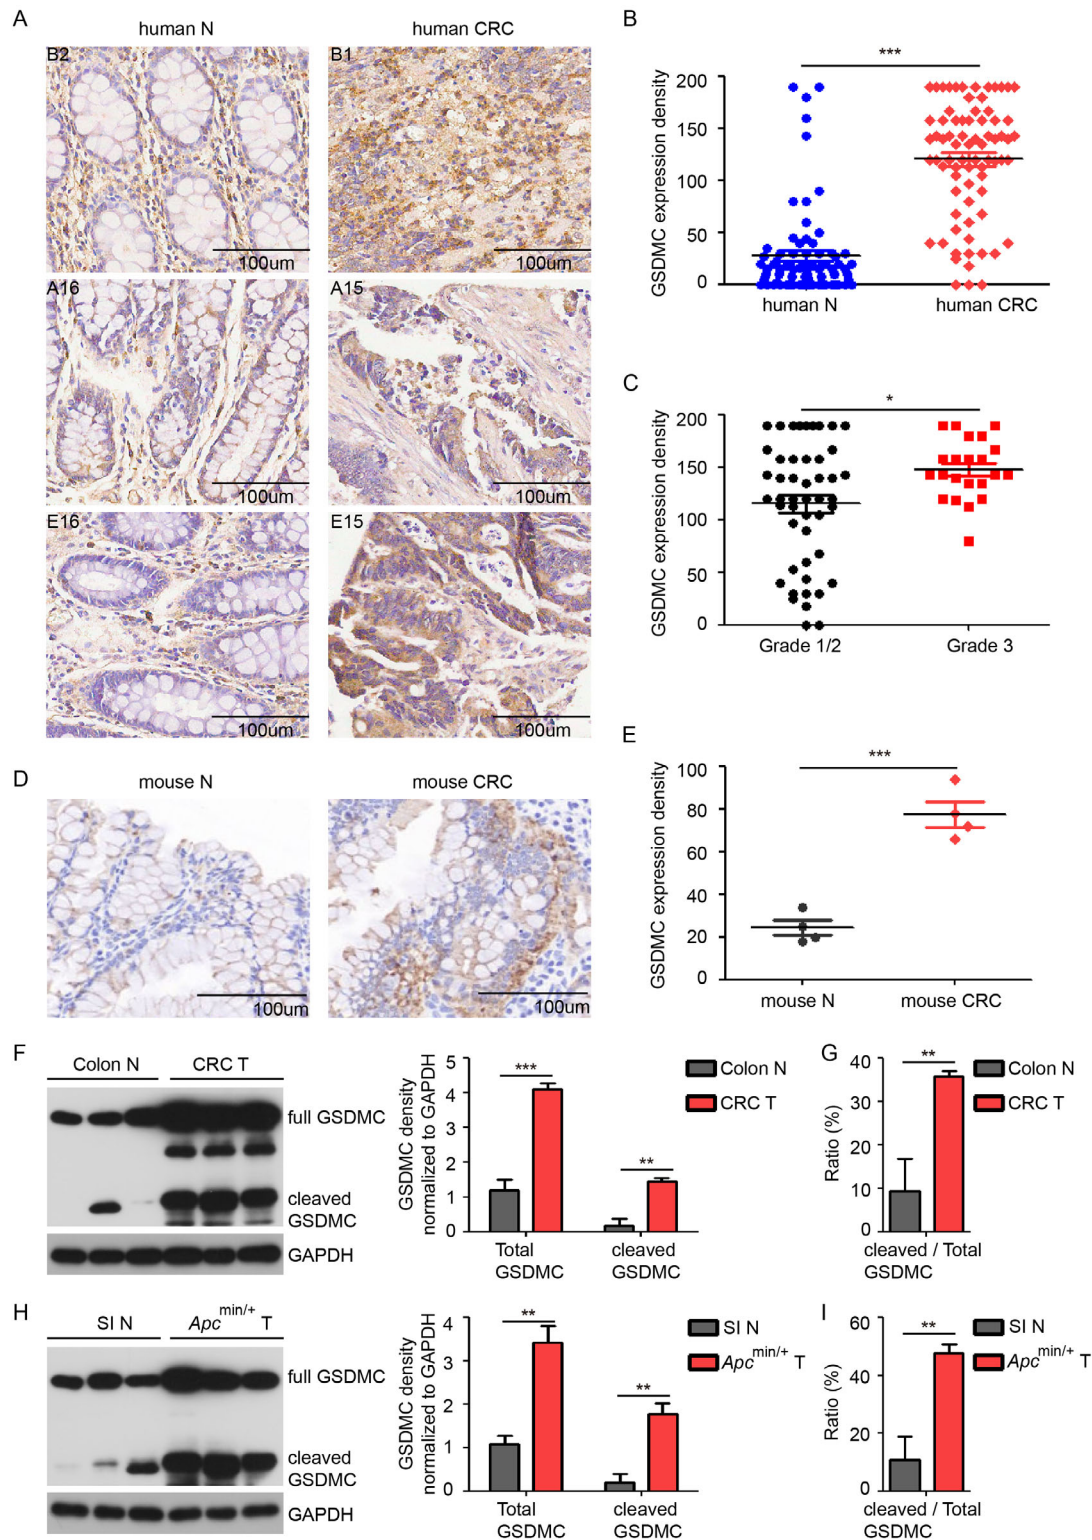 A
human N
human CRC
B2
B1
100um
100um
A16
A15
100um
100um
E16
E15
100um
100um
B
***
GSDMC expression density
200
150
100
50
0
human N
human CRC
C
*
GSDMC expression density
200
150
100
50
0
Grade 1/2
Grade 3
D
mouse N
mouse CRC
100um
100um
E
***
GSDMC expression density
100
80
60
40
20
0
mouse N
mouse CRC
F
Colon N
CRC T
full GSDMC
cleaved
GSDMC
GAPDH
GSDMC density
normalized to GAPDH
5
4
3
2
1
0
***
**
Total
GSDMC
cleaved
GSDMC
Colon N
CRC T
G
Ratio (%)
40
30
20
10
0
**
cleaved / Total
GSDMC
Colon N
CRC T
H
SI N
Apc min/+ T
full GSDMC
cleaved
GSDMC
GAPDH
GSDMC density
normalized to GAPDH
4
3
2
1
0
**
**
Total
GSDMC
cleaved
GSDMC
SI N
Apc min/+ T
I
Ratio (%)
60
40
20
0
**
cleaved / Total
GSDMC
SI N
Apc min/+ T